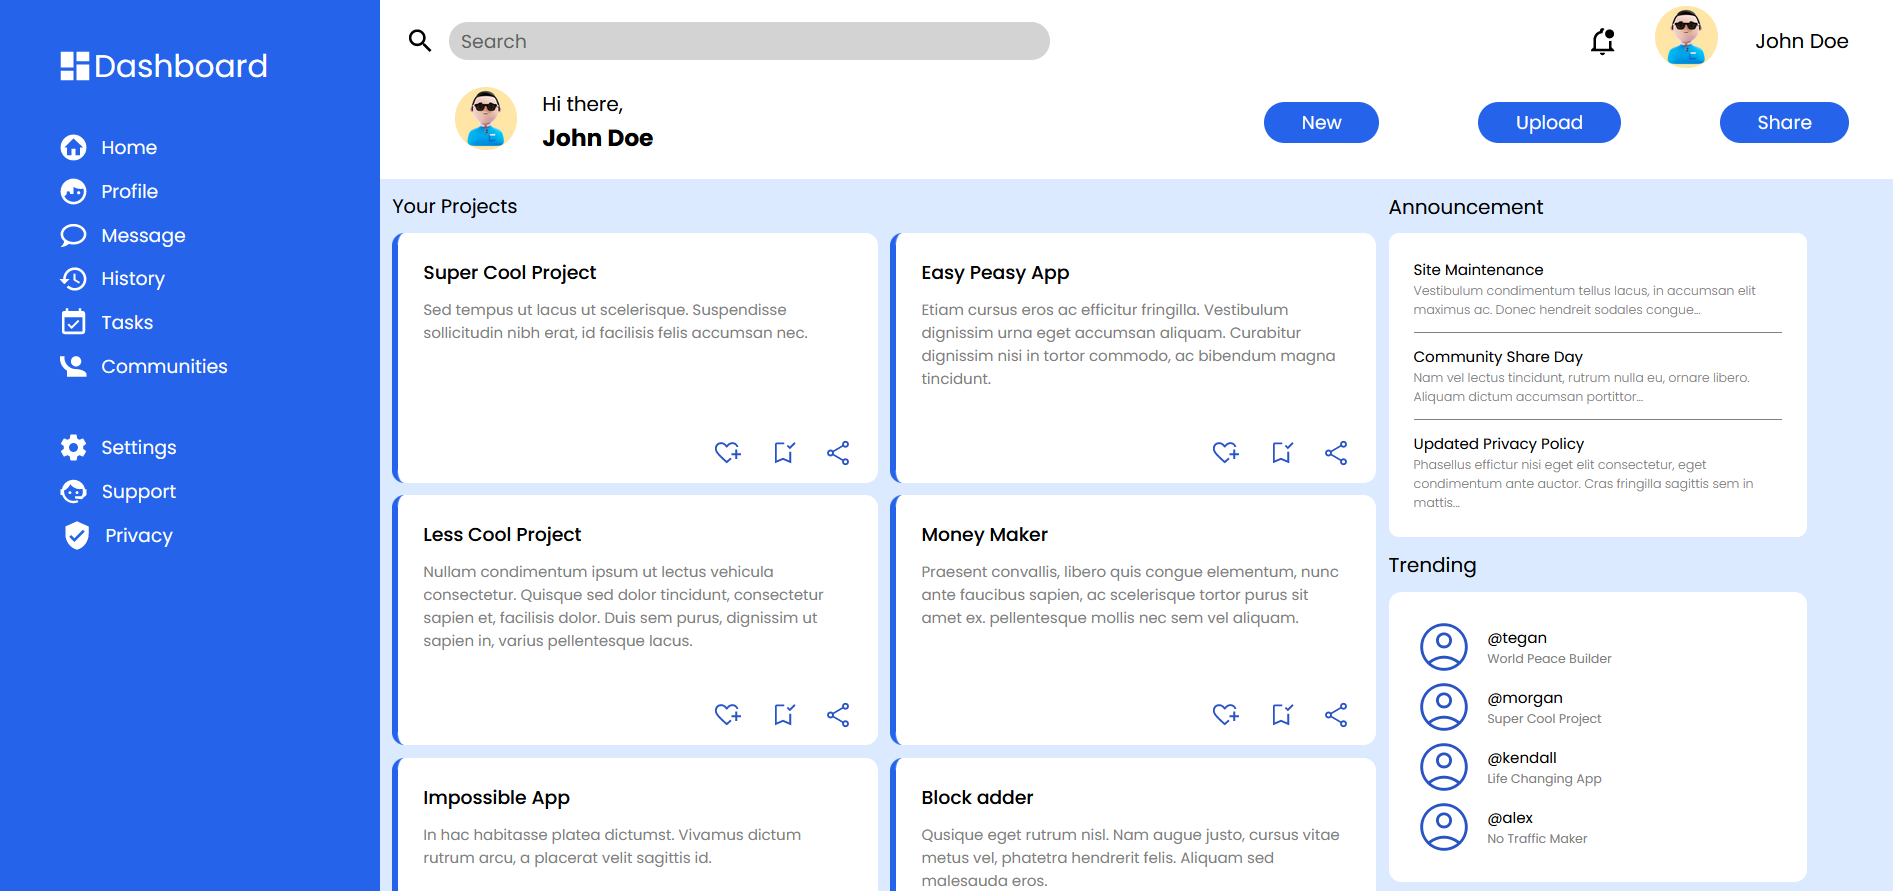 Dashboard
Home
Profile
Message
History
Tasks
Communities
Settings
Support
Privacy
Search
John Doe
Hi there,
John Doe
New
Upload
Share
Your Projects
Super Cool Project
Sed tempus ut lacus ut scelerisque. Suspendisse
sollicitudin nibh erat, id facilisis felis accumsan nec.
Easy Peasy App
Etiam cursus eros ac efficitur fringilla. Vestibulum
dignissim urna eget accumsan aliquam. Curabitur
dignissim nisi in tortor commodo, ac bibendum magna
tincidunt.
Less Cool Project
Nullam condimentum ipsum ut lectus vehicula
consectetur. Quisque sed dolor tincidunt, consectetur
sapien et, facilisis dolor. Duis sem purus, dignissim ut
sapien in, varius pellentesque lacus.
Money Maker
Praesent convallis, libero quis congue elementum, nunc
ante faucibus sapien, ac scelerisque tortor purus sit
amet ex. pellentesque mollis nec sem vel aliquam.
Impossible App
In hac habitasse platea dictumst. Vivamus dictum
rutrum arcu, a placerat velit sagittis id.
Block adder
Qusique eget rutrum nisl. Nam augue justo, cursus vitae
metus vel, phatetra hendrerit felis. Aliquam sed
malesauda eros.
Announcement
Site Maintenance
Vestibulum condimentum tellus lacus, in accumsan elit
maximus ac. Donec hendreit sodales congue...
Community Share Day
Nam vel lectus tincidunt, rutrum nulla eu, ornare libero.
Aliquam dictum accumsan portittor...
Updated Privacy Policy
Phasellus effictur nisi eget elit consectetur, eget
condimentum ante auctor. Cras fringilla sagittis sem in
mattis...
Trending
@tegan
World Peace Builder
@morgan
Super Cool Project
@kendall
Life Changing App
@alex
No Traffic Maker